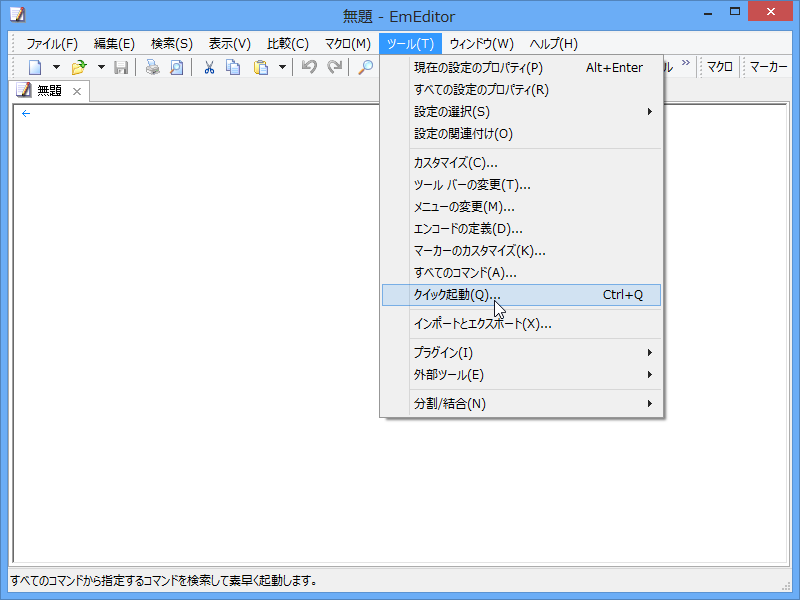 無題 - EmEditor
ファイル(F) 編集(E) 検索(S) 表示(V) 比較(C) マクロ(M) ツール(T) ウィンドウ(W) ヘルプ(H)
ル » マクロ マーカー
無題 ×
←
現在の設定のプロパティ(P) Alt+Enter
すべての設定のプロパティ(R)
設定の選択(S)
設定の関連付け(O)
カスタマイズ(C)...
ツール バーの変更(T)...
メニューの変更(M)...
エンコードの定義(D)...
マーカーのカスタマイズ(K)...
すべてのコマンド(A)...
クイック起動(Q)... Ctrl+Q
インポートとエクスポート(X)...
プラグイン(I)
外部ツール(E)
分割/結合(N)
すべてのコマンドから指定するコマンドを検索して素早く起動します。